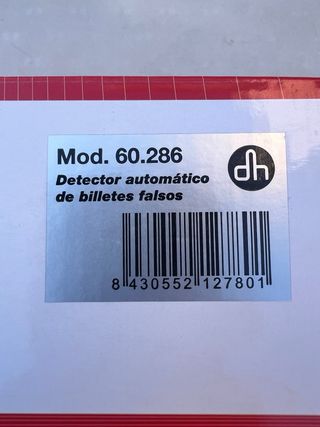 Mod. 60.286
dh
Detector automático
de billetes falsos
8 430552 127801